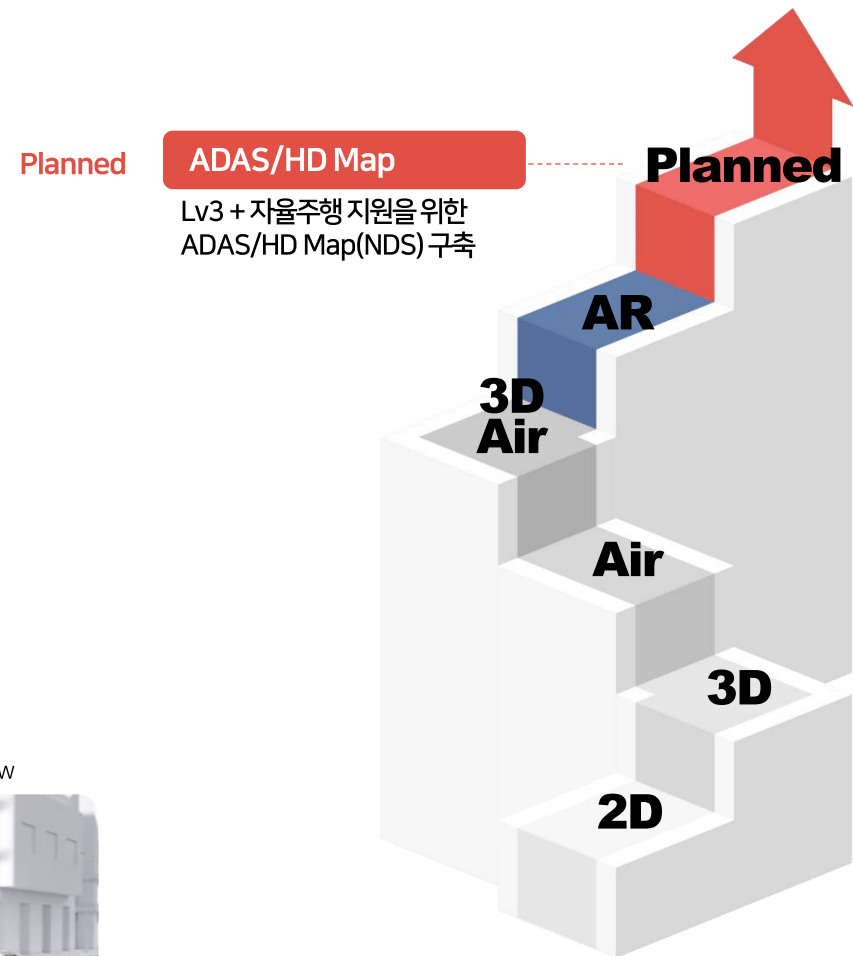 Planned
ADAS/HD Map
Planned
Lv3 + 자율주행 지원을 위한
ADAS/HD Map(NDS) 구축
AR
3D
Air
Air
3D
2D